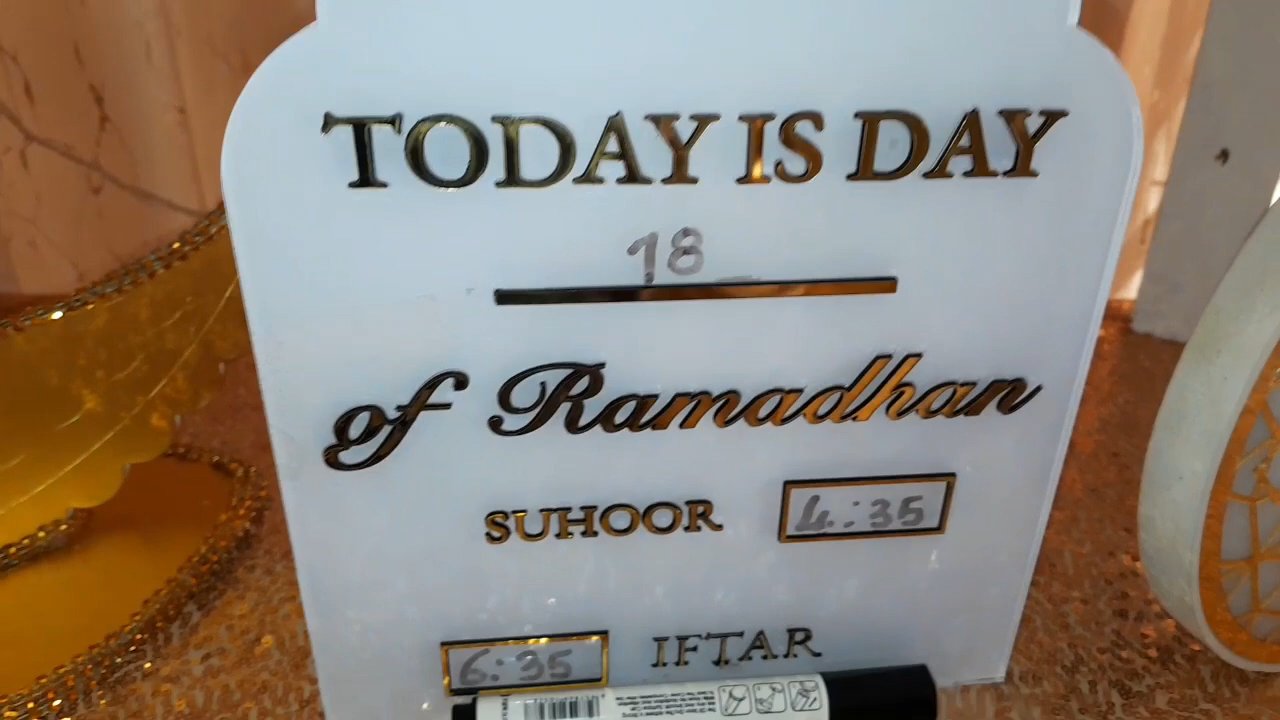 TODAY IS DAY
18
of Ramadhan
SUHOOR 4:35
6:35 IFTAR